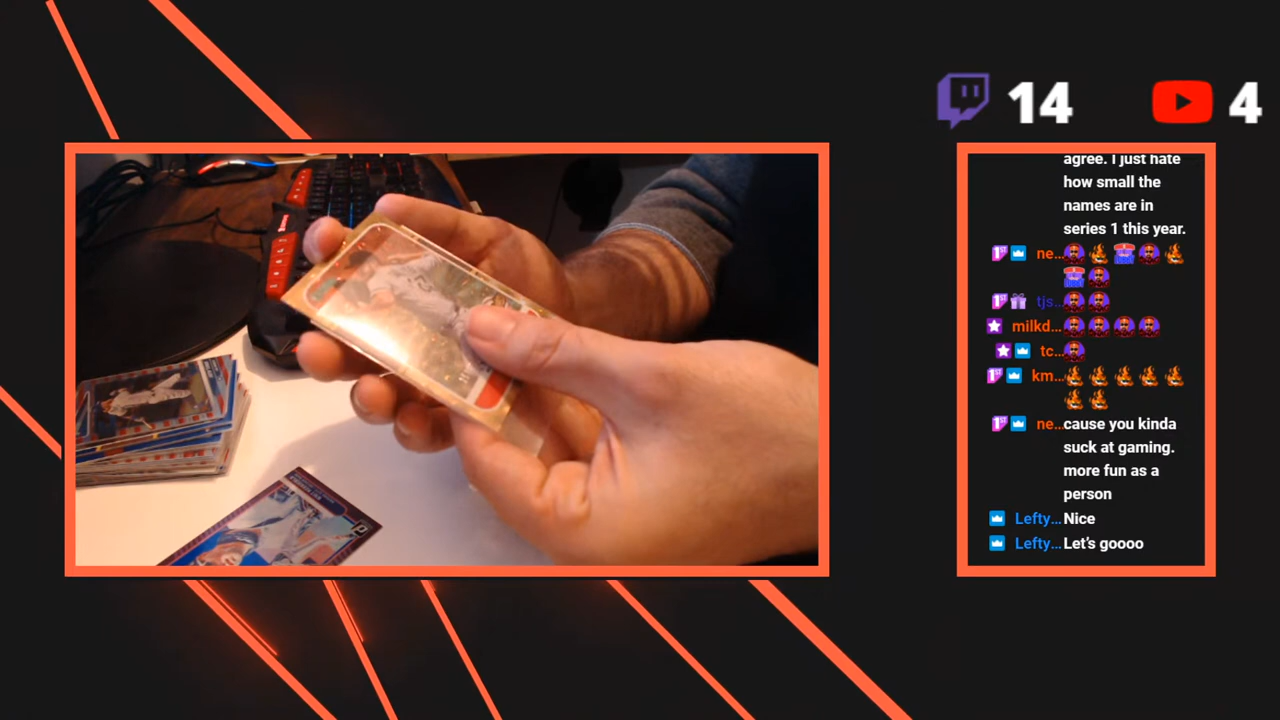 14
4
agree. I just hate
how small the
names are in
series 1 this year.
ne...
tjs...
milkd...
tc...
km...
ne...cause you kinda
suck at gaming.
more fun as a
person
Lefty...Nice
Lefty...Let's goooo